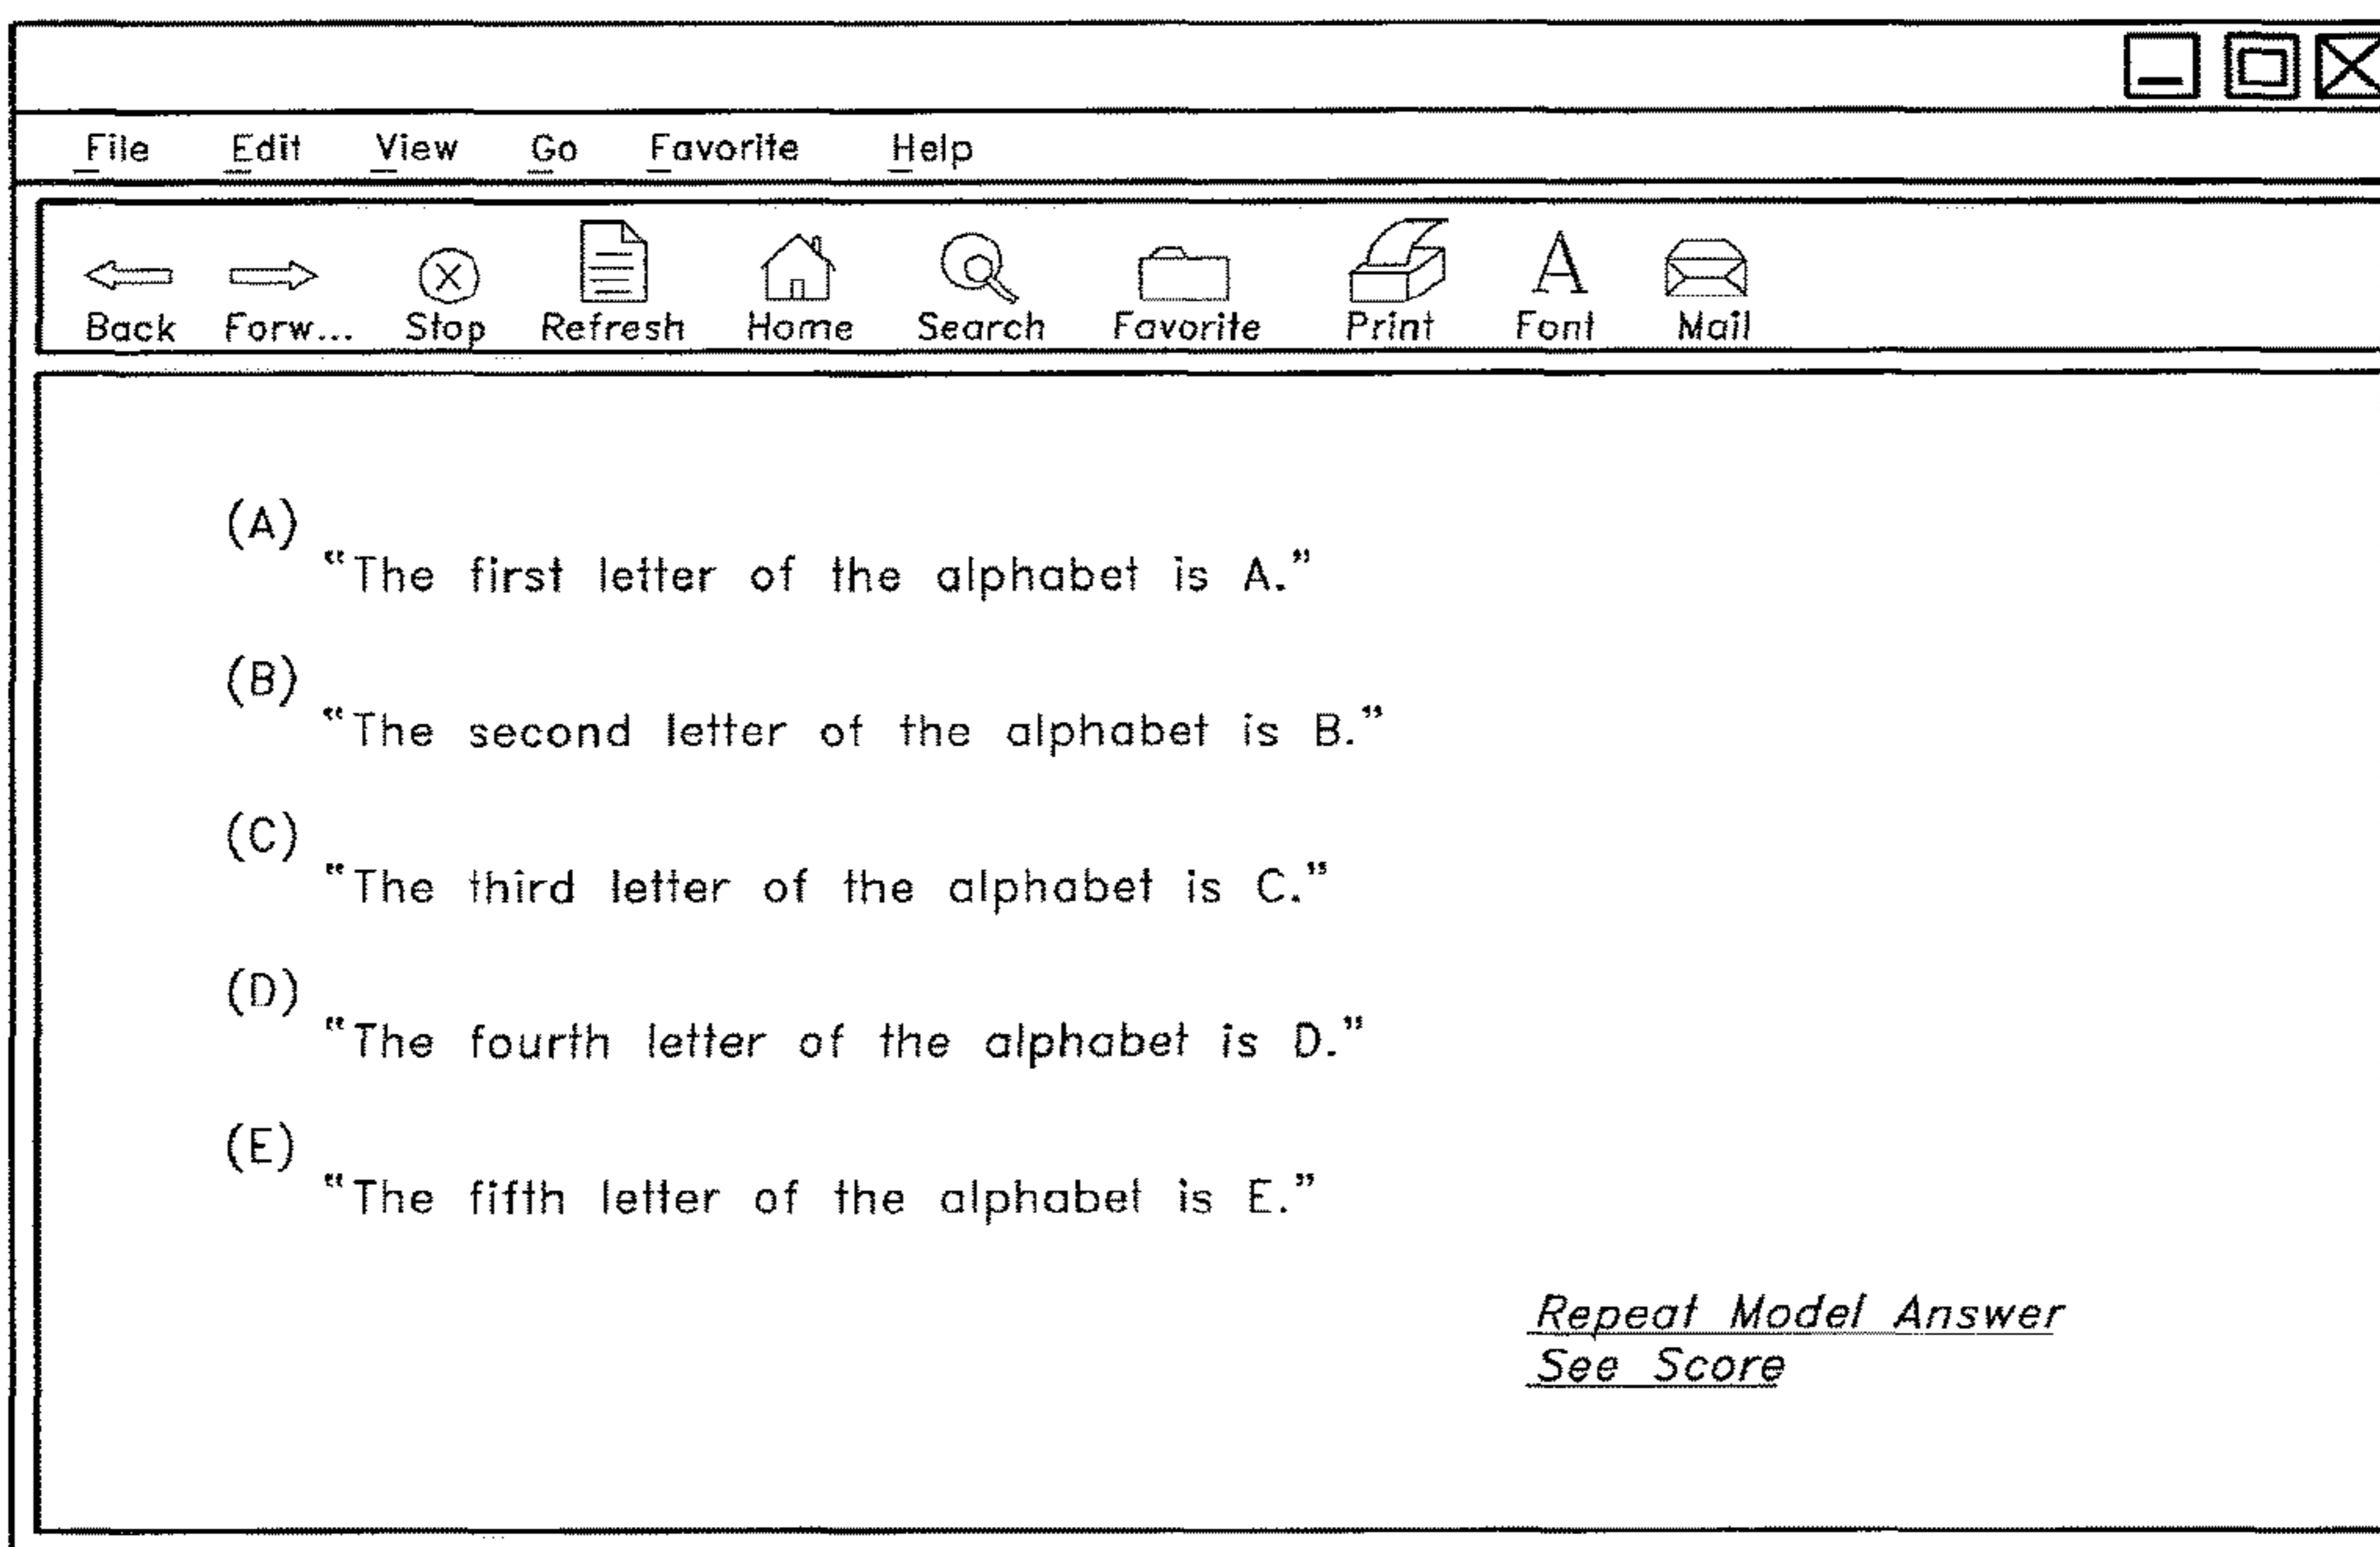 File Edit View Go Favorite Help
Back Forw... Stop Refresh Home Search Favorite Print Font Mail
(A)
“The first letter of the alphabet is A.”
(B)
“The second letter of the alphabet is B.”
(C)
“The third letter of the alphabet is C.”
(D)
“The fourth letter of the alphabet is D.”
(E)
“The fifth letter of the alphabet is E.”
Repeat Model Answer
See Score